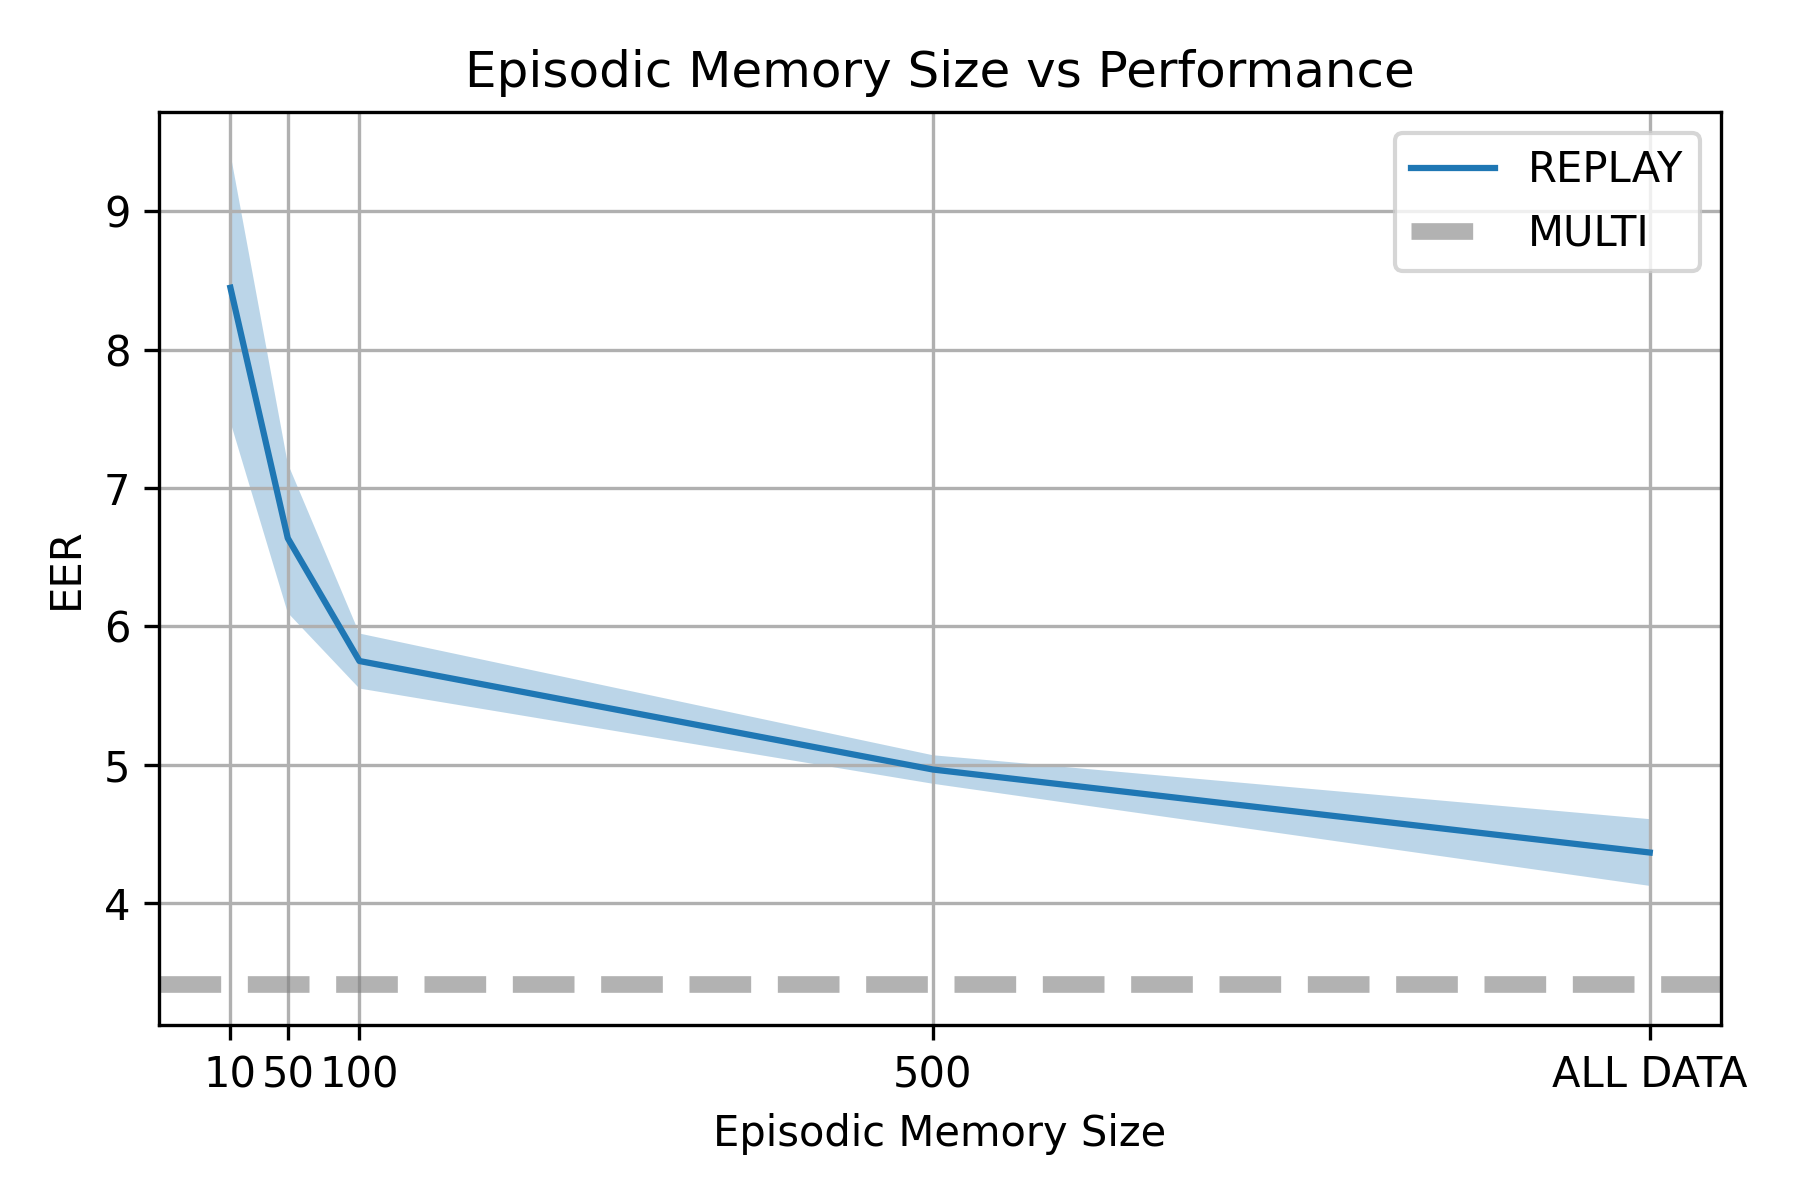 Episodic Memory Size vs Performance
REPLAY
MULTI
9
8
7
6
5
4
EER
10 50 100 500 ALL DATA
Episodic Memory Size